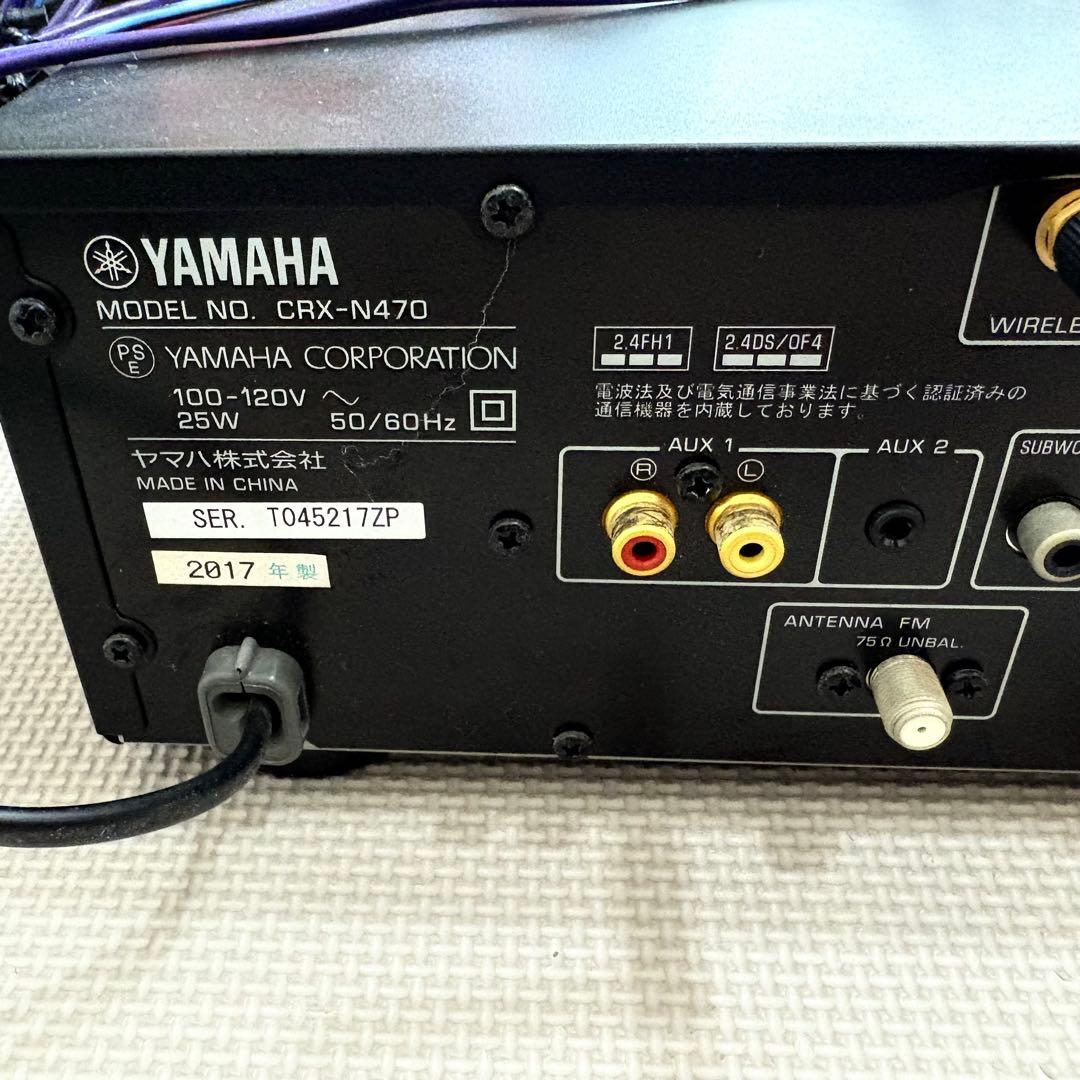 YAMAHA
MODEL NO. CRX-N470
PS E YAMAHA CORPORATION
100-120V ～
25W 50/60Hz
ヤマハ株式会社
MADE IN CHINA
SER. T045217ZP
2017 年製
2.4FH1 2.4DS/OF4
電波法及び電気通信事業法に基づく認証済みの
通信機器を内蔵しております。
WIRELE
AUX 1
R L
AUX 2
SUBWO
ANTENNA FM
75Ω UNBAL.